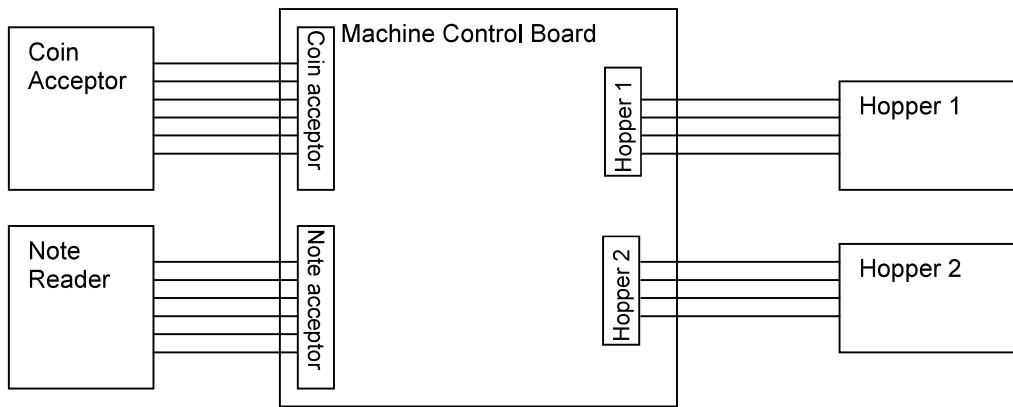 Machine Control Board
Coin
Acceptor
Coin acceptor
Hopper 1
Hopper 1
Note
Reader
Note acceptor
Hopper 2
Hopper 2